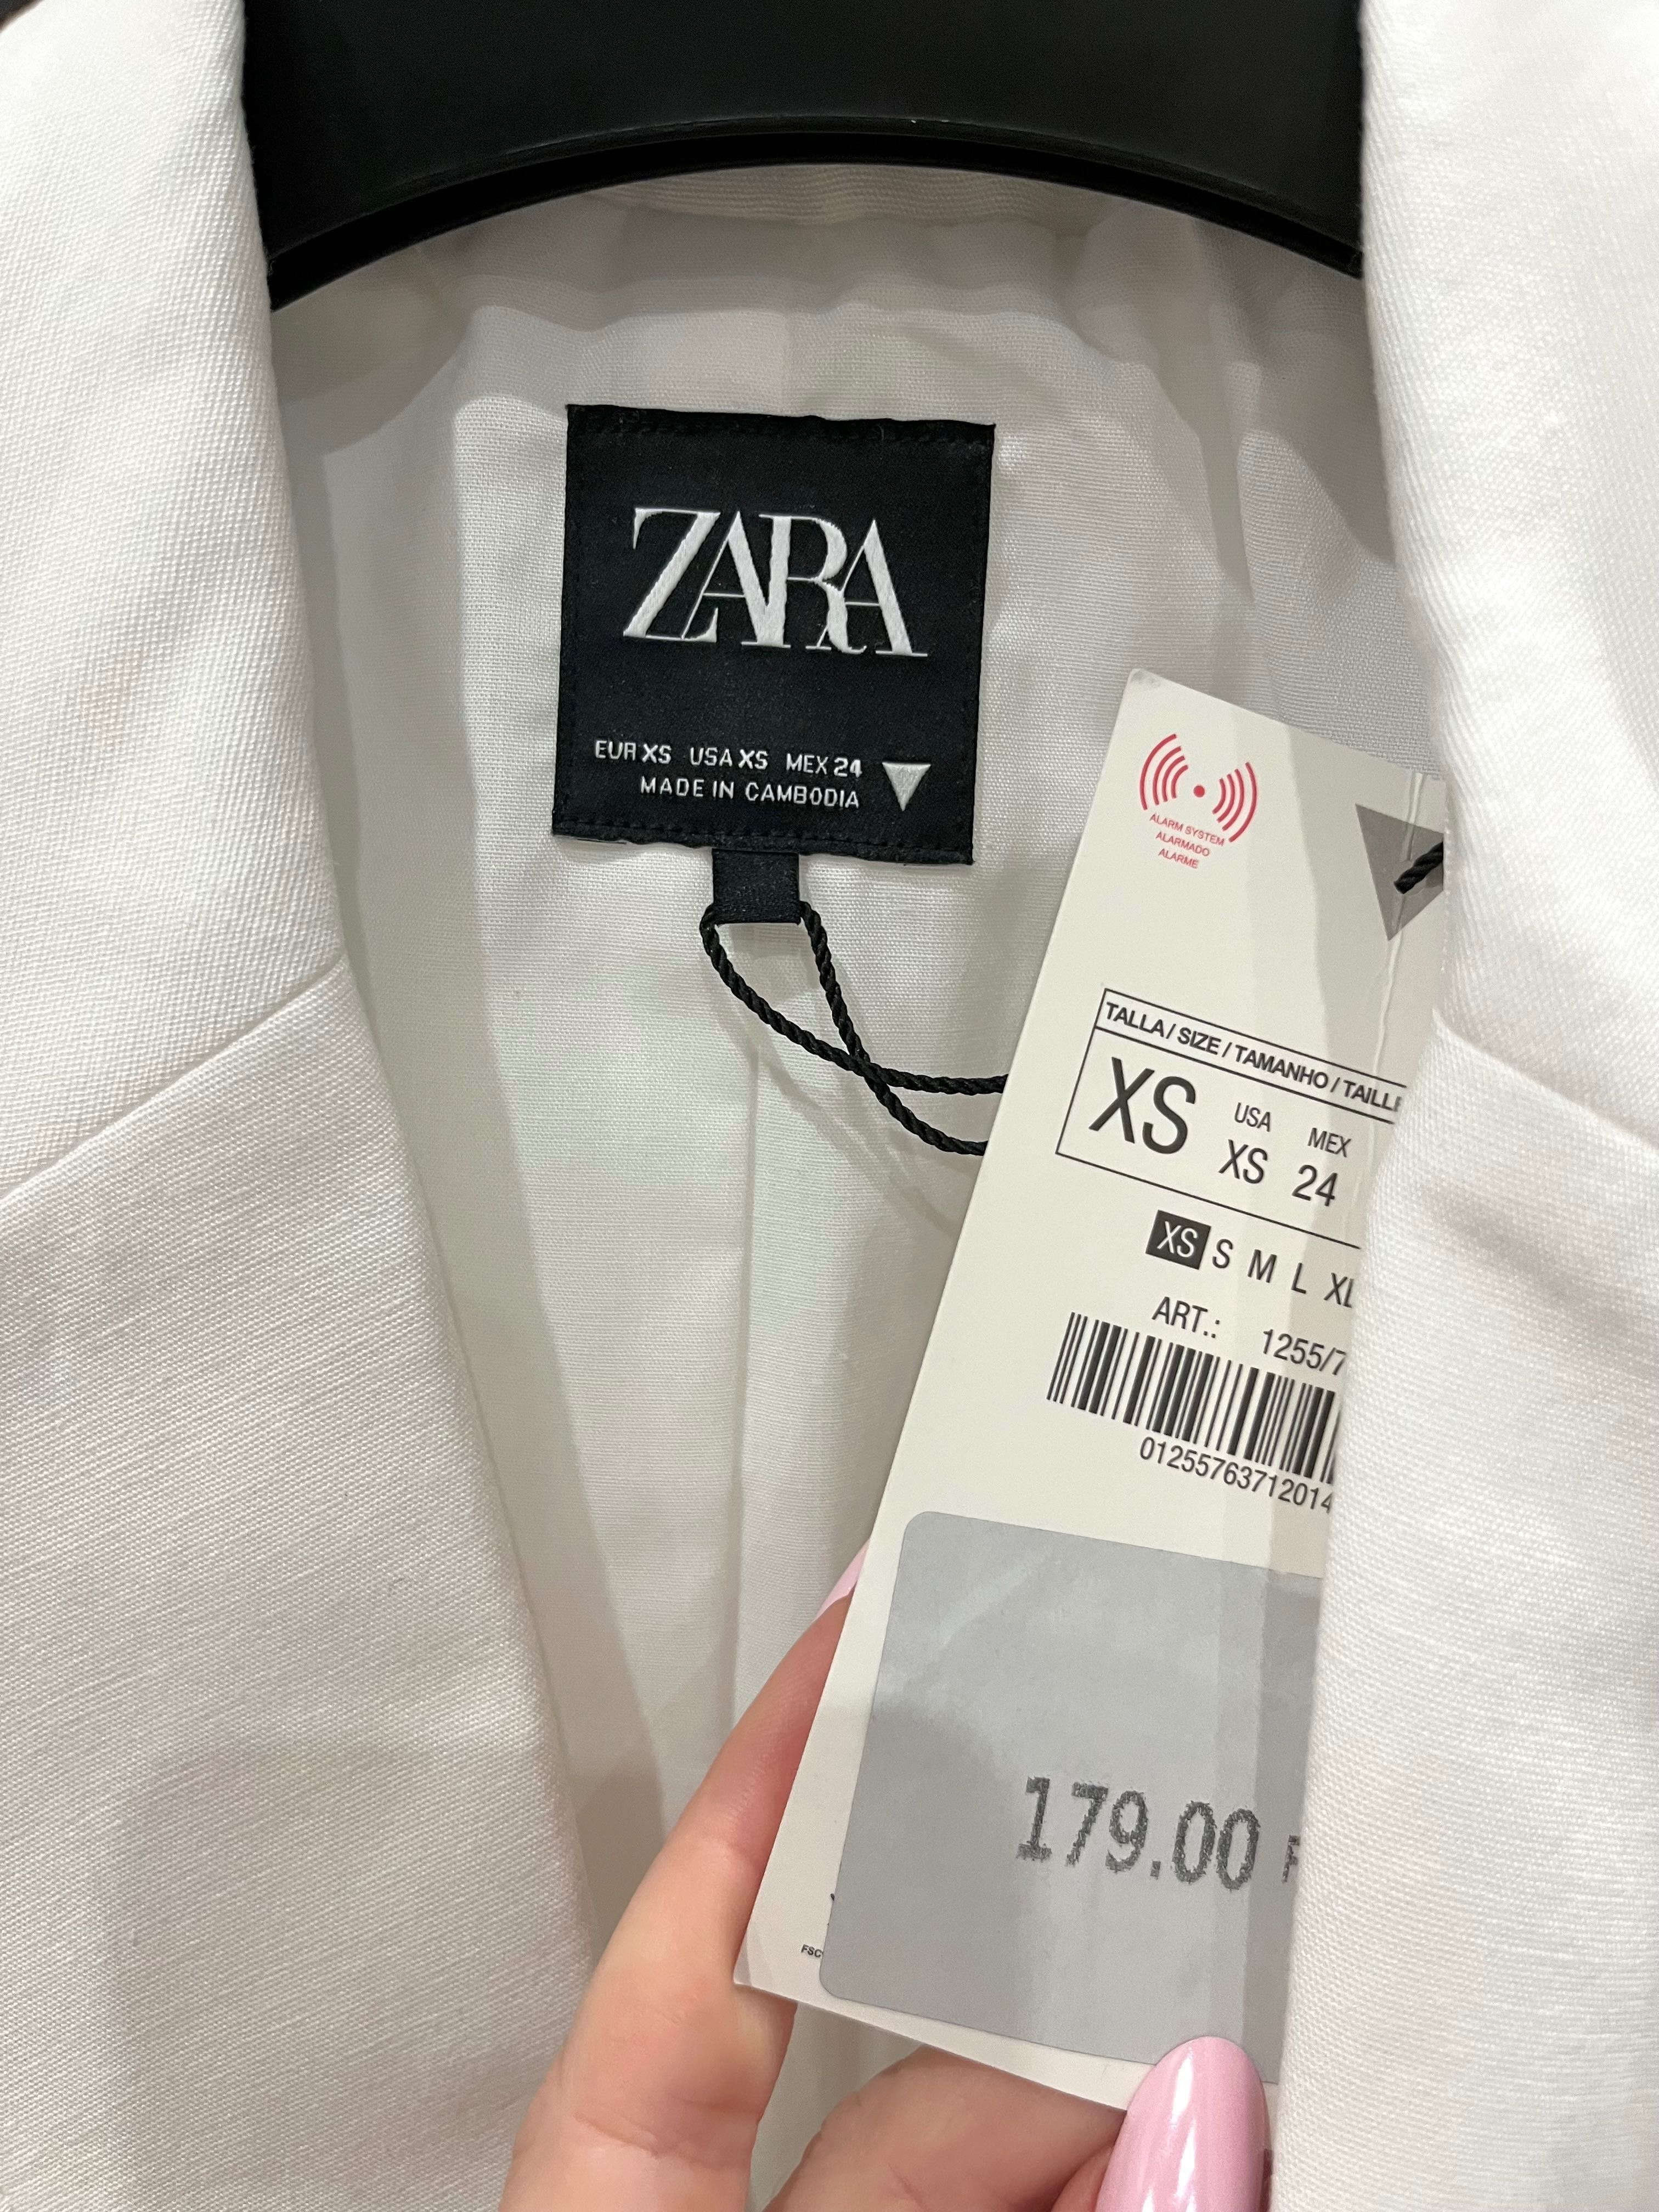 ZARA
EUR XS USA XS MEX 24
MADE IN CAMBODIA
ALARM SYSTEM
ALARMADO
ALARME
TALLA / SIZE / TAMANHO / TAILLE
USA MEX
XS XS 24
XS S M L XL
ART.: 1255/7
01255763712014
179.00
FSC